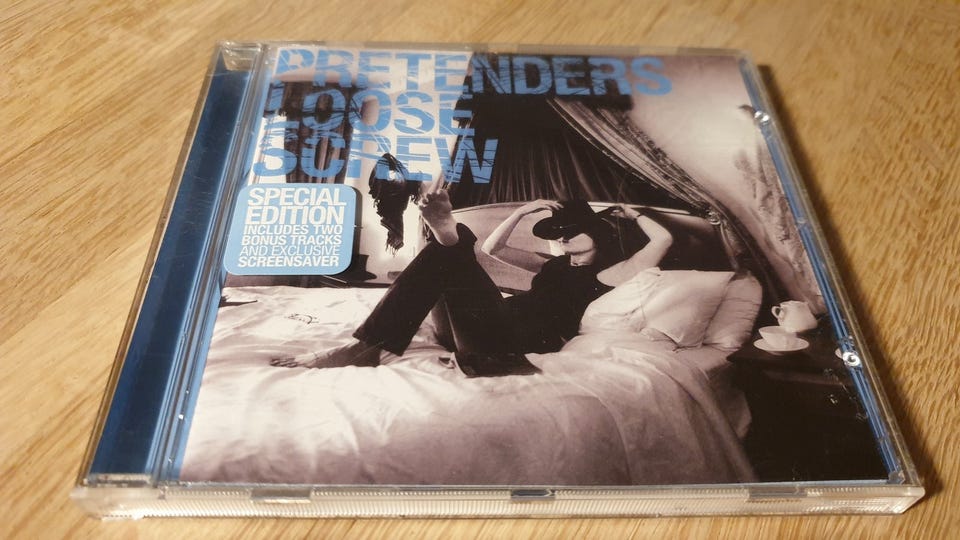 PRETENDERS
LOOSE
SCREW
SPECIAL
EDITION
INCLUDES TWO
BONUS TRACKS
AND EXCLUSIVE
SCREENSAVER